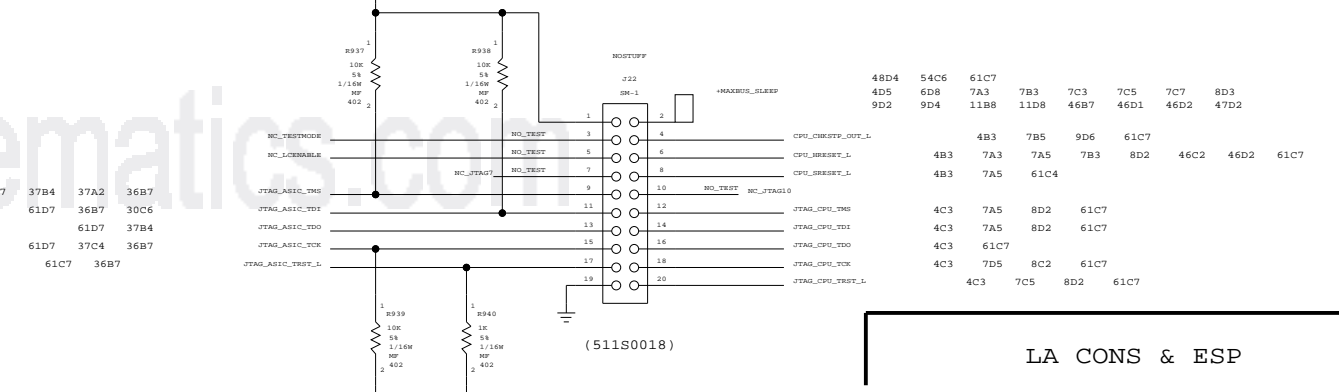 ematics.com
1
R937
10K
5%
1/16W
MF
402
2
1
R938
10K
5%
1/16W
MF
402
2
NOSTUFF
J22
SM-1
+MAXBUS_SLEEP
48D4 54C6 61C7
4D5 6D8 7A3 7B3 7C3 7C5 7C7 8D3
9D2 9D4 11B8 11D8 46B7 46D1 46D2 47D2
1 2
NC_TESTMODE NO_TEST 3 4 CPU_CHKSTP_OUT_L 4B3 7B5 9D6 61C7
NC_LCENABLE NO_TEST 5 6 CPU_HRESET_L 4B3 7A3 7A5 7B3 8D2 46C2 46D2 61C7
NC_JTAG7 NO_TEST 7 8 CPU_SRESET_L 4B3 7A5 61C4
7 37B4 37A2 36B7 JTAG_ASIC_TMS 9 10 NO_TEST NC_JTAG10
61D7 36B7 30C6 JTAG_ASIC_TDI 11 12 JTAG_CPU_TMS 4C3 7A5 8D2 61C7
61D7 37B4 JTAG_ASIC_TDO 13 14 JTAG_CPU_TDI 4C3 7A5 8D2 61C7
61D7 37C4 36B7 JTAG_ASIC_TCK 15 16 JTAG_CPU_TDO 4C3 61C7
61C7 36B7 JTAG_ASIC_TRST_L 17 18 JTAG_CPU_TCK 4C3 7D5 8C2 61C7
19 20 JTAG_CPU_TRST_L 4C3 7C5 8D2 61C7
1
R939
10K
5%
1/16W
MF
402
2
1
R940
1K
5%
1/16W
MF
402
2
(511S0018)
LA CONS & ESP